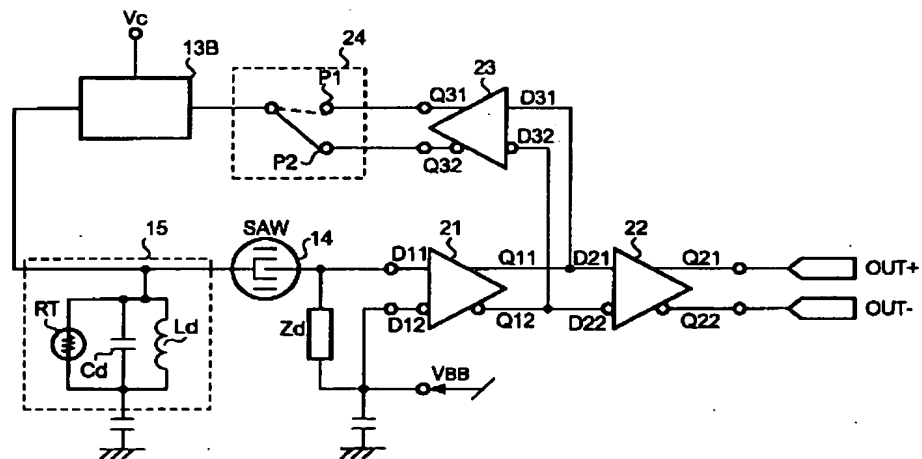 Vc
13B
24
P1
P2
Q31
Q32
23
D31
D32
15
SAW
14
RT
Cd
Ld
Zd
D11
D12
21
Q11
Q12
VBB
D21
D22
22
Q21
Q22
OUT+
OUT-